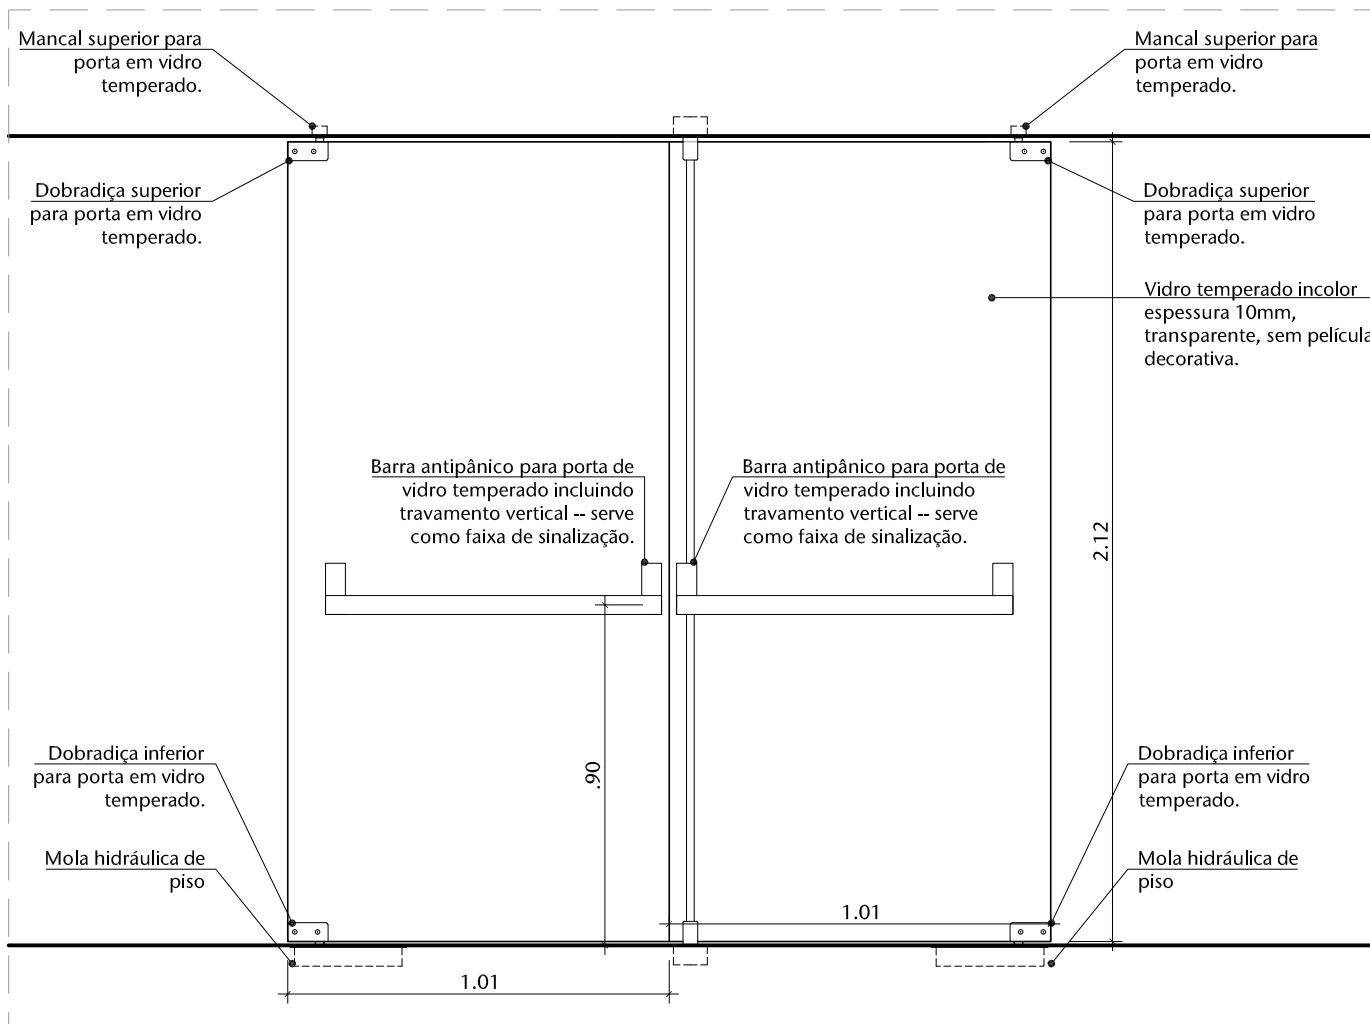 Mancal superior para
porta em vidro
temperado.
Mancal superior para
porta em vidro
temperado.
Dobradiça superior
para porta em vidro
temperado.
Dobradiça superior
para porta em vidro
temperado.
Vidro temperado incolor
espessura 10mm,
transparente, sem película
decorativa.
Barra antipânico para porta de
vidro temperado incluindo
travamento vertical -- serve
como faixa de sinalização.
Barra antipânico para porta de
vidro temperado incluindo
travamento vertical -- serve
como faixa de sinalização.
2.12
.90
Dobradiça inferior
para porta em vidro
temperado.
Dobradiça inferior
para porta em vidro
temperado.
Mola hidráulica de
piso
Mola hidráulica de
piso
1.01
1.01